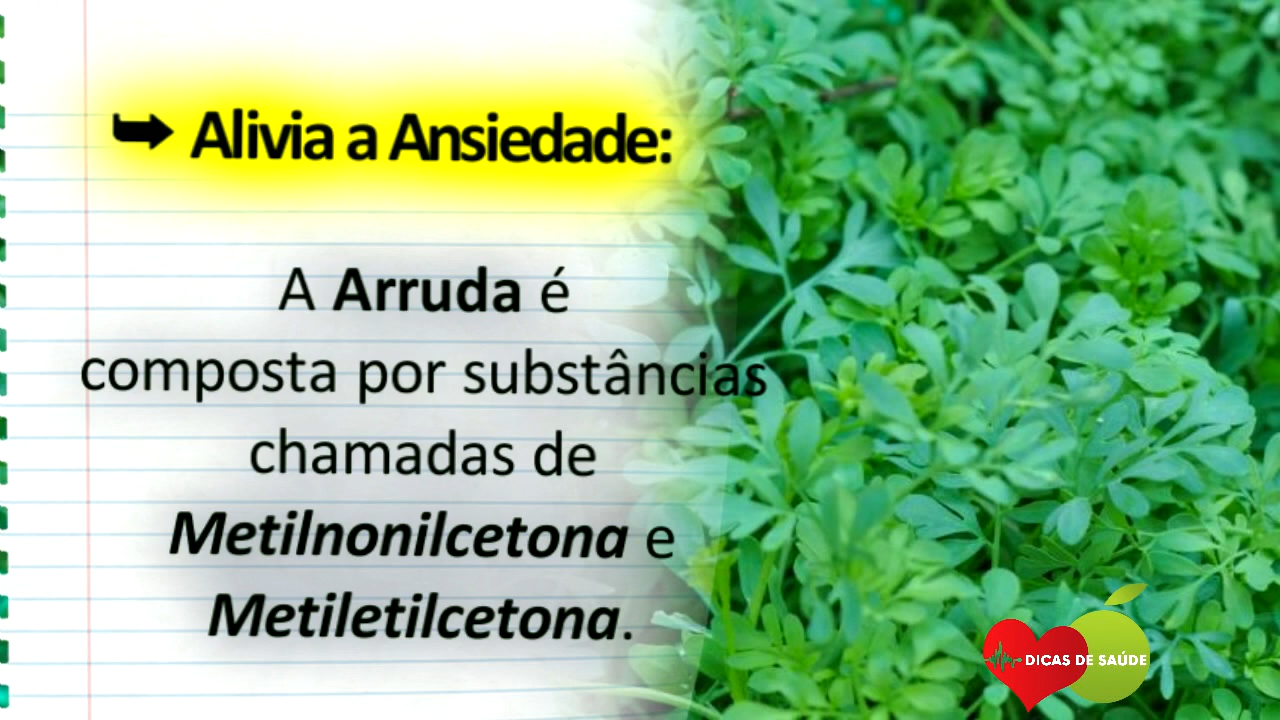 ➥ Alivia a Ansiedade:
A Arruda é
composta por substâncias
chamadas de
Metilnonilcetona e
Metiletilcetona.
DICAS DE SAÚDE